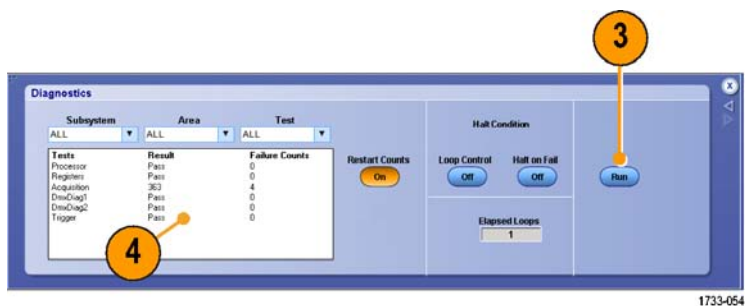 3
Diagnostics
X
Subsystem Area Test
ALL ALL ALL
Halt Condition
Tests Result Failure Counts
Processor Pass 0
Registers Pass 0
Acquisition 363 4
DmxDiag1 Pass 0
DmxDiag2 Pass 0
Trigger Pass 0
Restart Counts
On
Loop Control Halt on Fail
Off Off
Run
Elapsed Loops
1
4
1733-054